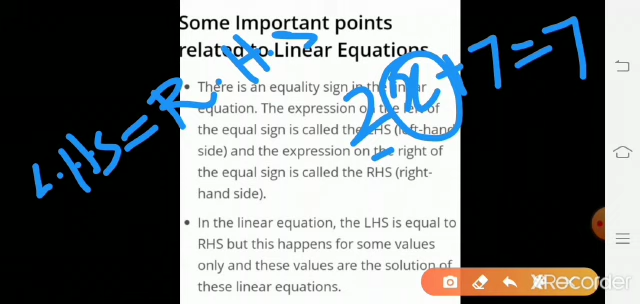 Some Important points
related to Linear Equations
• There is an equality sign in the linear
equation. The expression on the left of
the equal sign is called the LHS (left-hand
side) and the expression on the right of
the equal sign is called the RHS (right-
hand side).
• In the linear equation, the LHS is equal to
RHS but this happens for some values
only and these values are the solution of
these linear equations.
L.HS = R.H.S
2x + 7 = 7
XRecorder